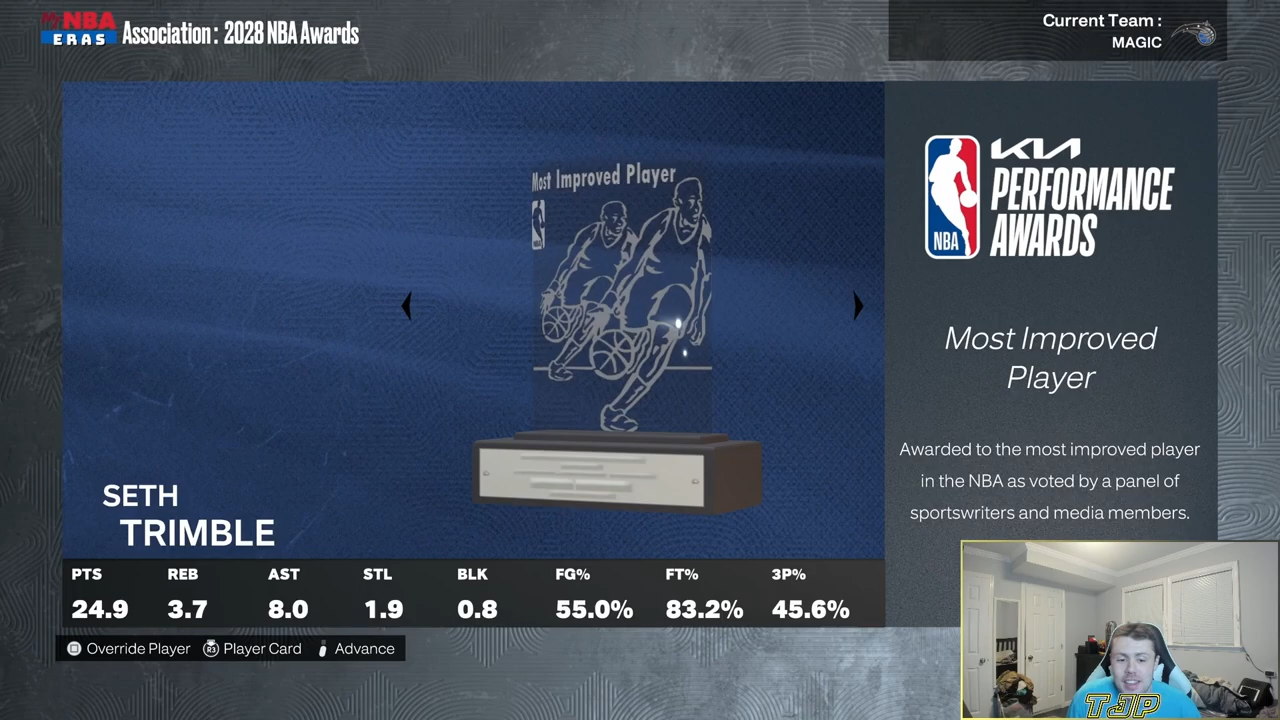 My NBA
ERAS
Association : 2028 NBA Awards
Current Team :
MAGIC
Most Improved Player
NBA
KIA
PERFORMANCE
AWARDS
Most Improved
Player
Awarded to the most improved player
in the NBA as voted by a panel of
sportswriters and media members.
SETH
TRIMBLE
PTS REB AST STL BLK FG% FT% 3P%
24.9 3.7 8.0 1.9 0.8 55.0% 83.2% 45.6%
Override Player R3 Player Card Advance
TJP